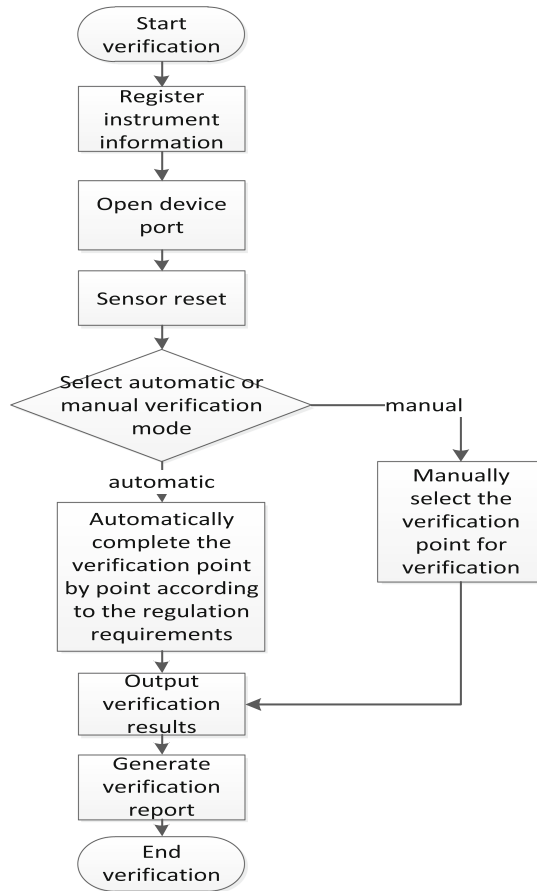 Start
verification
Register
instrument
information
Open device
port
Sensor reset
Select automatic or
manual verification
mode
manual
automatic
Manually
select the
verification
point for
verification
Automatically
complete the
verification point
by point according
to the regulation
requirements
Output
verification
results
Generate
verification
report
End
verification